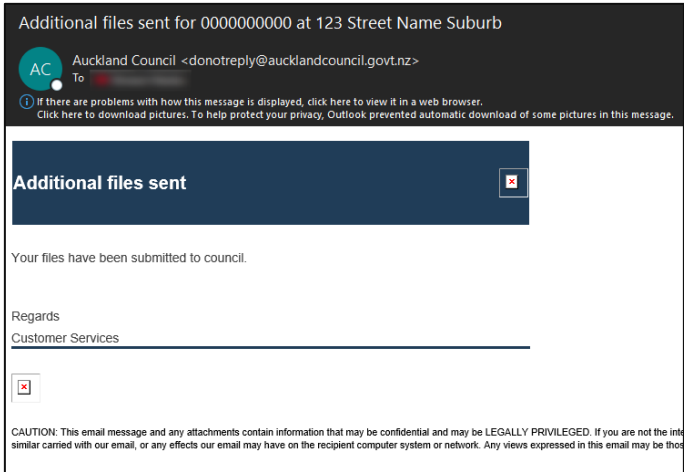 Additional files sent for 0000000000 at 123 Street Name Suburb
AC
Auckland Council <donotreply@aucklandcouncil.govt.nz>
To
If there are problems with how this message is displayed, click here to view it in a web browser.
Click here to download pictures. To help protect your privacy, Outlook prevented automatic download of some pictures in this message.
Additional files sent
Your files have been submitted to council.
Regards
Customer Services
CAUTION: This email message and any attachments contain information that may be confidential and may be LEGALLY PRIVILEGED. If you are not the
similar carried with our email, or any effects our email may have on the recipient computer system or network. Any views expressed in this email may be